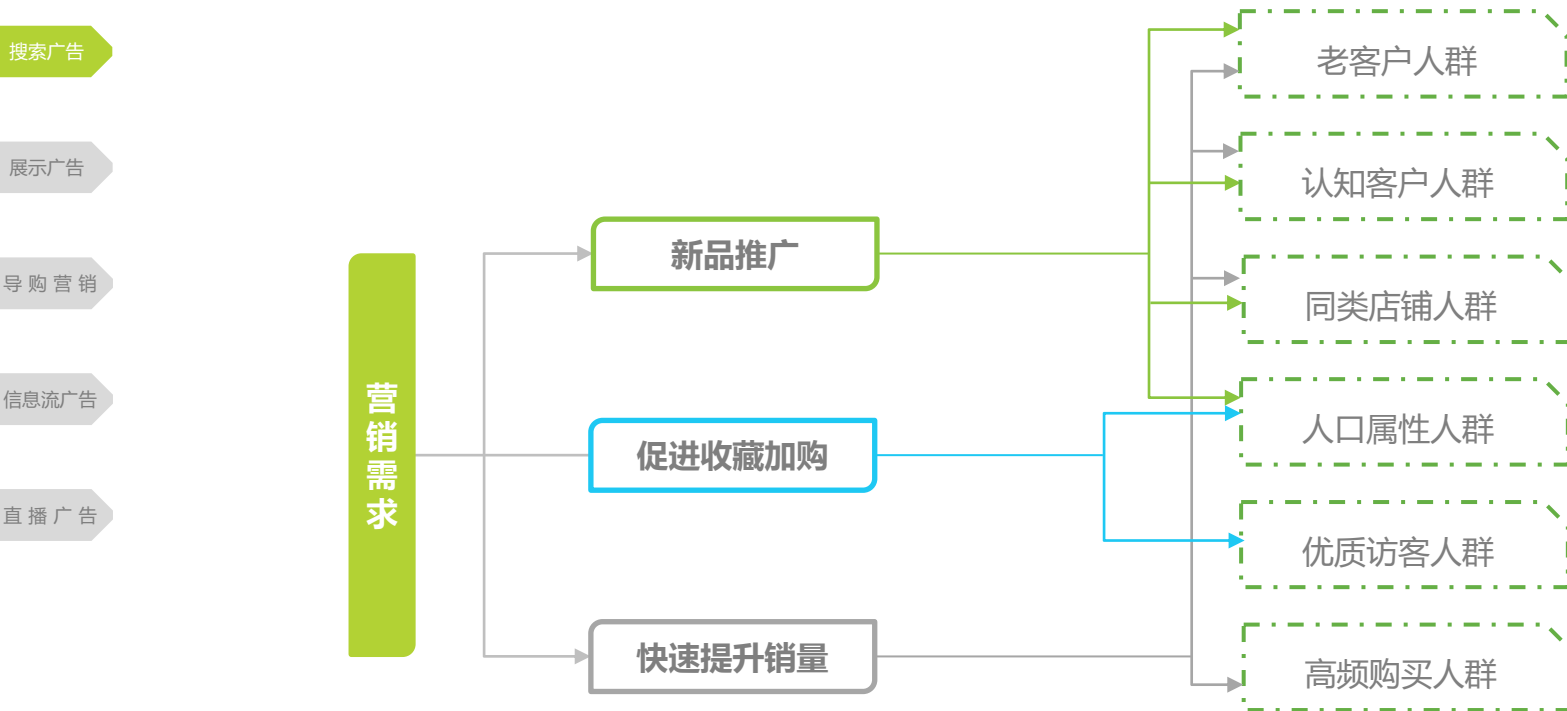 搜索广告
展示广告
导购营销
信息流广告
直播广告
营销需求
新品推广
促进收藏加购
快速提升销量
老客户人群
认知客户人群
同类店铺人群
人口属性人群
优质访客人群
高频购买人群